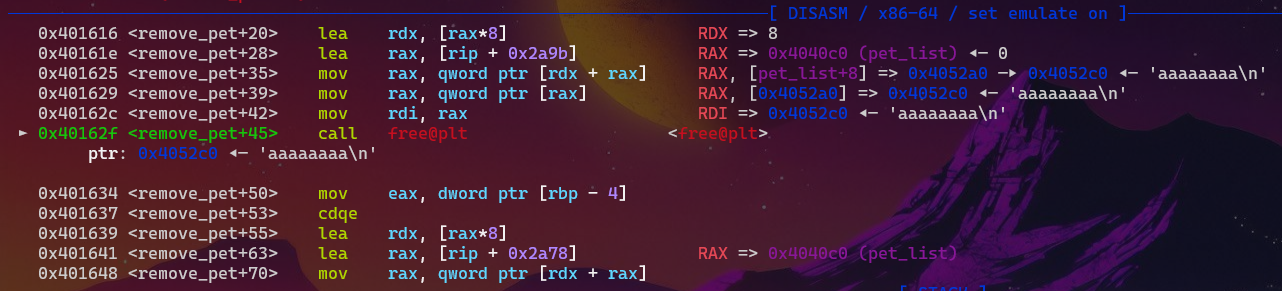 [ DISASM / x86-64 / set emulate on ]
0x401616 <remove_pet+20> lea rdx, [rax*8] RDX => 8
0x40161e <remove_pet+28> lea rax, [rip + 0x2a9b] RAX => 0x4040c0 (pet_list) ◂— 0
0x401625 <remove_pet+35> mov rax, qword ptr [rdx + rax] RAX, [pet_list+8] => 0x4052a0 —▸ 0x4052c0 ◂— 'aaaaaaaa\n'
0x401629 <remove_pet+39> mov rax, qword ptr [rax] RAX, [0x4052a0] => 0x4052c0 ◂— 'aaaaaaaa\n'
0x40162c <remove_pet+42> mov rdi, rax RDI => 0x4052c0 ◂— 'aaaaaaaa\n'
► 0x40162f <remove_pet+45> call free@plt <free@plt>
ptr: 0x4052c0 ◂— 'aaaaaaaa\n'
0x401634 <remove_pet+50> mov eax, dword ptr [rbp - 4]
0x401637 <remove_pet+53> cdqe
0x401639 <remove_pet+55> lea rdx, [rax*8]
0x401641 <remove_pet+63> lea rax, [rip + 0x2a78] RAX => 0x4040c0 (pet_list)
0x401648 <remove_pet+70> mov rax, qword ptr [rdx + rax]